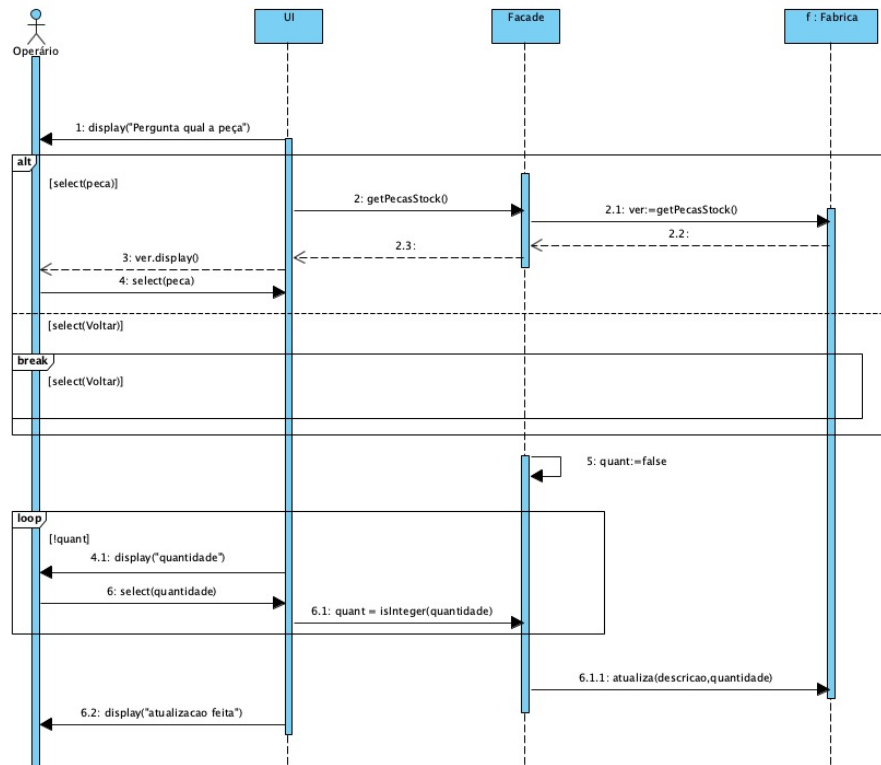 Operário
UI
Facade
f : Fabrica
1: display("Pergunta qual a peça")
alt
[select(peca)]
2: getPecasStock()
2.1: ver:=getPecasStock()
2.2:
2.3:
3: ver.display()
4: select(peca)
[select(Voltar)]
break
[select(Voltar)]
5: quant:=false
loop
[!quant]
4.1: display("quantidade")
6: select(quantidade)
6.1: quant = isInteger(quantidade)
6.1.1: atualiza(descricao,quantidade)
6.2: display("atualizacao feita")